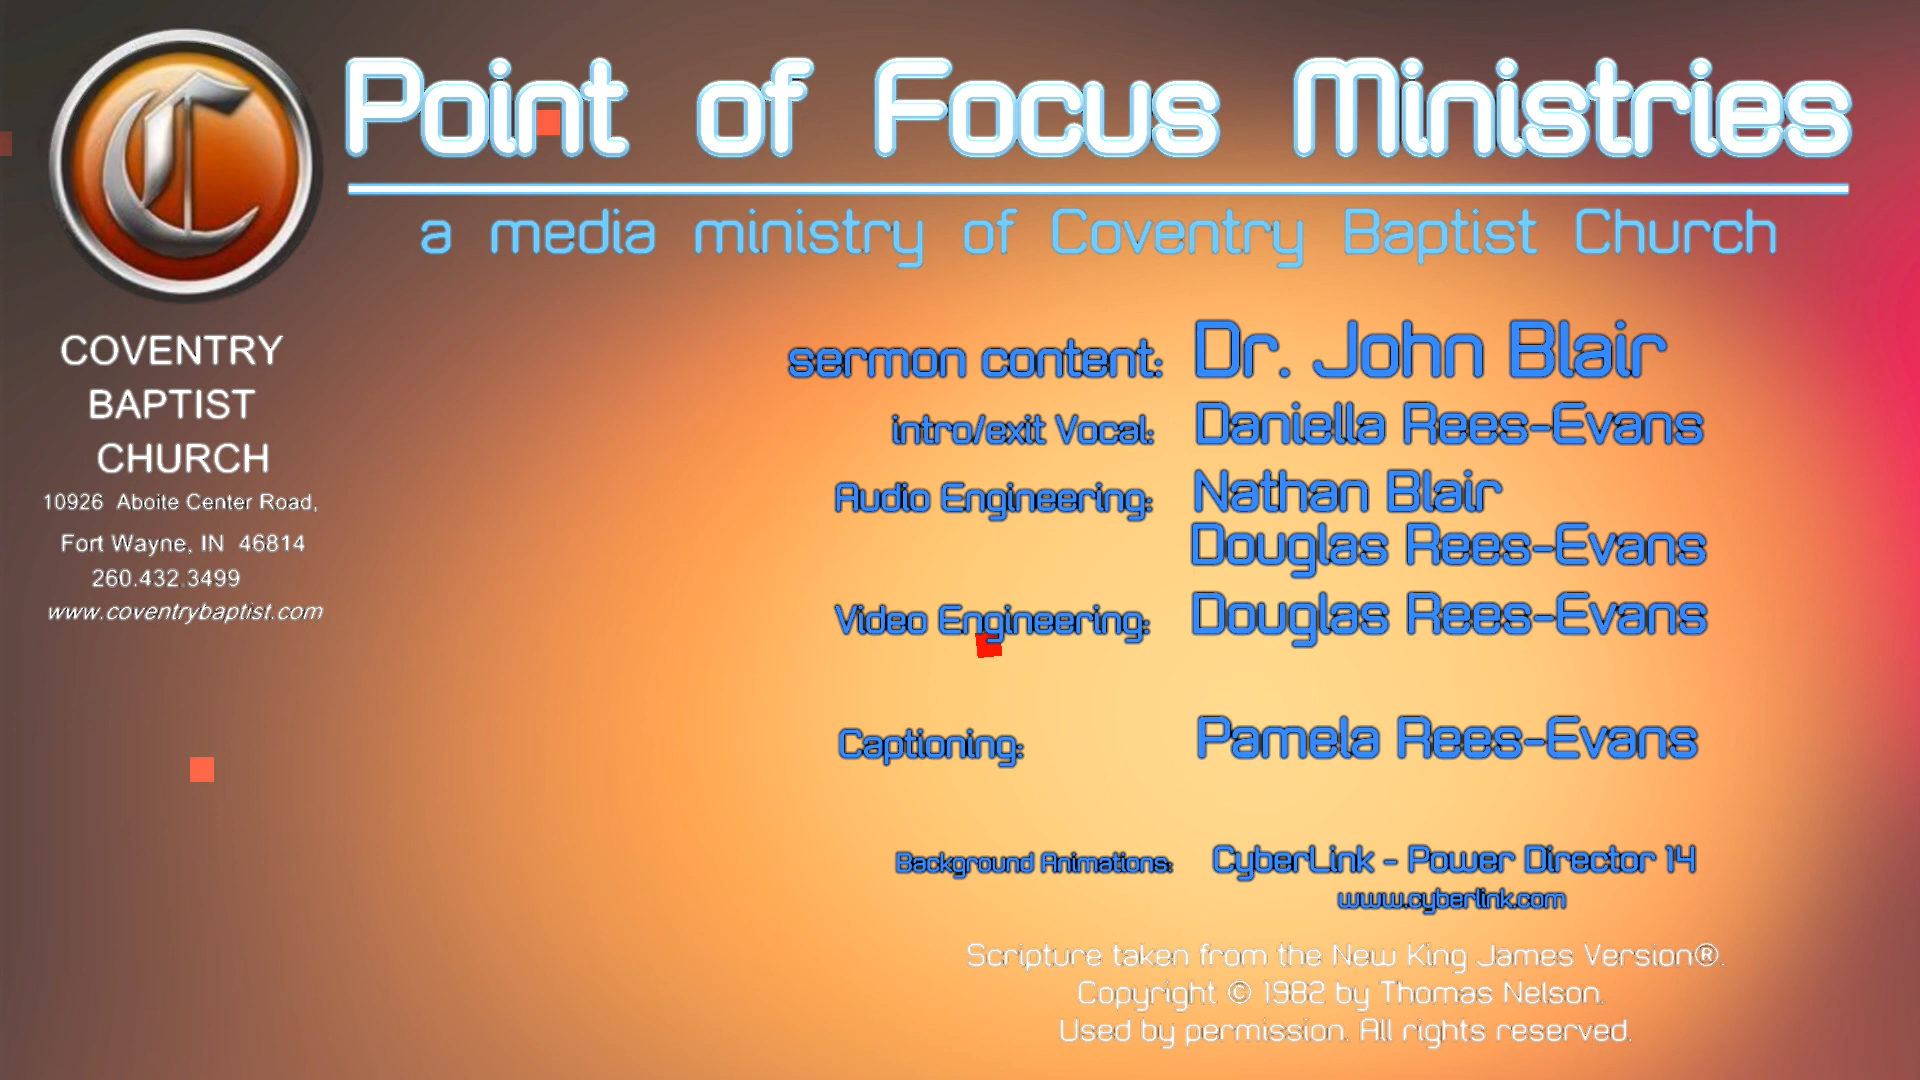 C
Point of Focus Ministries
a media ministry of Coventry Baptist Church
COVENTRY
BAPTIST
CHURCH
10926 Aboite Center Road,
Fort Wayne, IN 46814
260.432.3499
www.coventrybaptist.com
sermon content: Dr. John Blair
intro/exit Vocal: Daniella Rees-Evans
Audio Engineering: Nathan Blair
Douglas Rees-Evans
Video Engineering: Douglas Rees-Evans
Captioning: Pamela Rees-Evans
Background Animations: CyberLink - Power Director 14
www.cyberlink.com
Scripture taken from the New King James Version®.
Copyright © 1982 by Thomas Nelson.
Used by permission. All rights reserved.